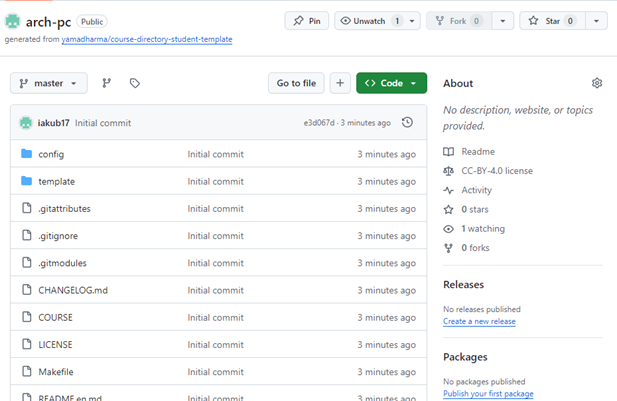 arch-pc Public
Pin
Unwatch 1
Fork 0
Star 0
generated from yamadharma/course-directory-student-template
master
Go to file
+
<> Code
iakub17 Initial commit e3d067d · 3 minutes ago
config Initial commit 3 minutes ago
template Initial commit 3 minutes ago
.gitattributes Initial commit 3 minutes ago
.gitignore Initial commit 3 minutes ago
.gitmodules Initial commit 3 minutes ago
CHANGELOG.md Initial commit 3 minutes ago
COURSE Initial commit 3 minutes ago
LICENSE Initial commit 3 minutes ago
Makefile Initial commit 3 minutes ago
README.en.md Initial commit 3 minutes ago
About
No description, website, or topics
provided.
Readme
CC-BY-4.0 license
Activity
0 stars
1 watching
0 forks
Releases
No releases published
Create a new release
Packages
No packages published
Publish your first package